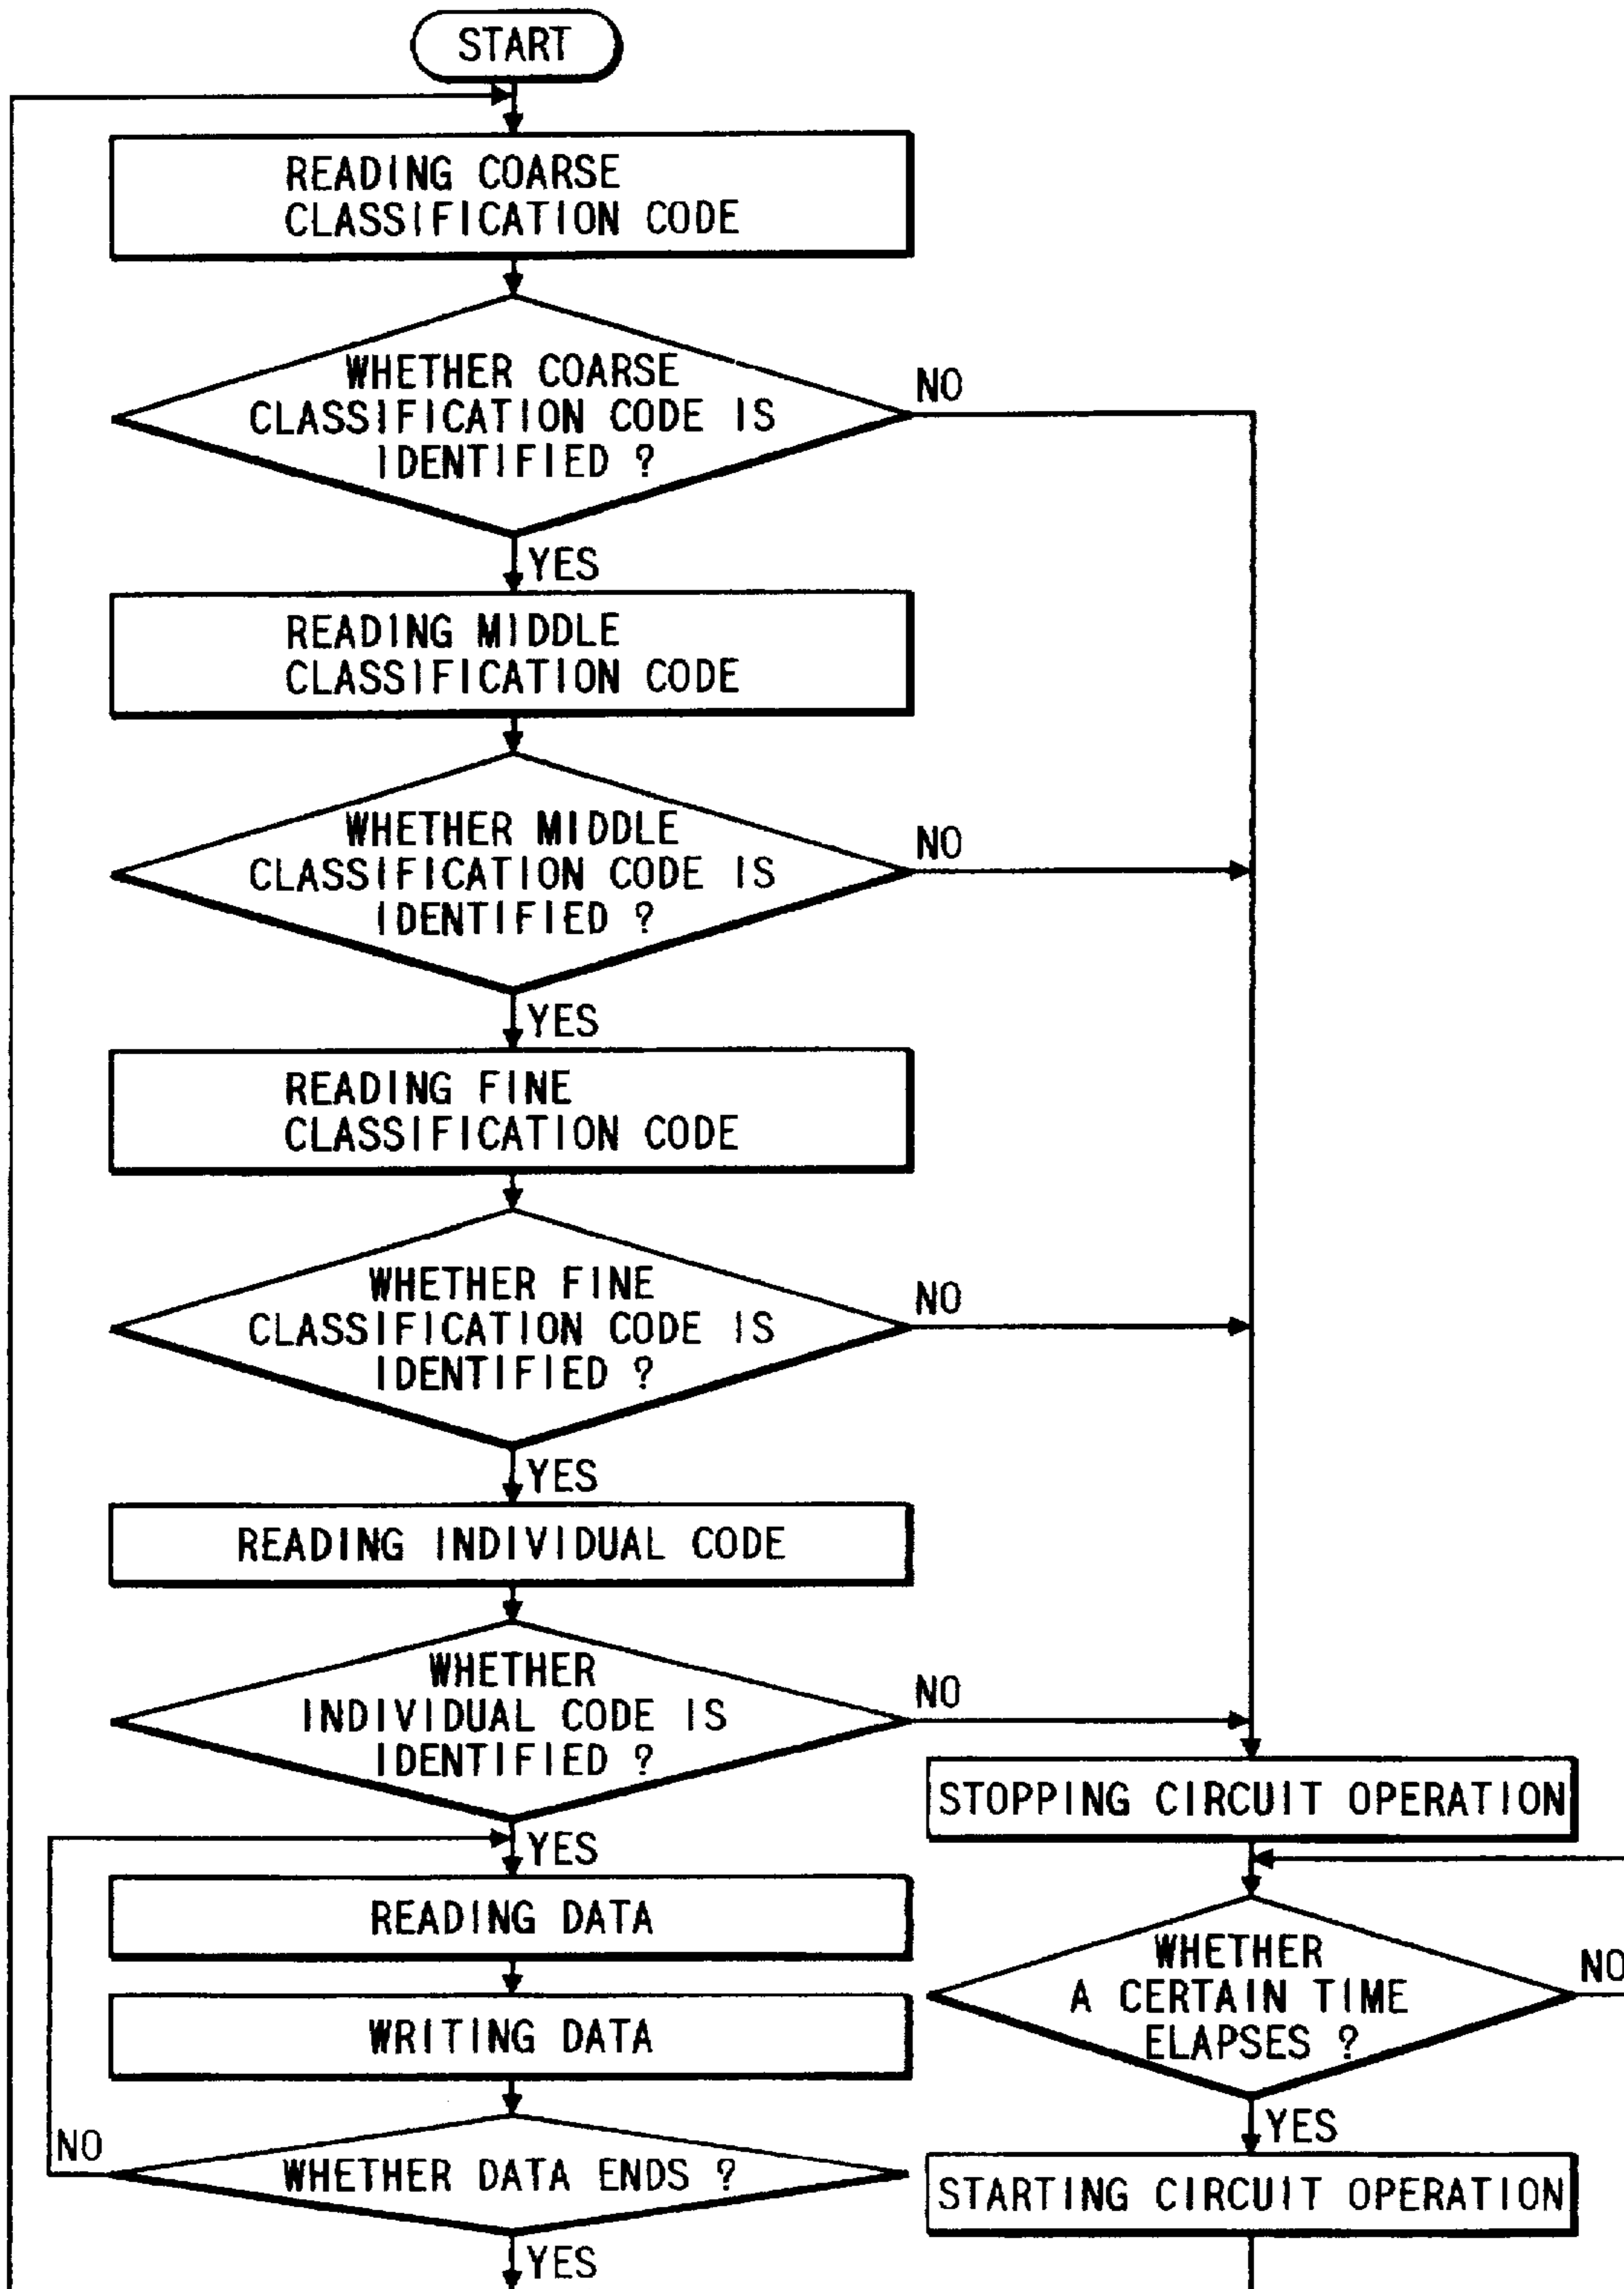 START
READING COARSE
CLASSIFICATION CODE
WHETHER COARSE
CLASSIFICATION CODE IS
IDENTIFIED ?
NO
YES
READING MIDDLE
CLASSIFICATION CODE
WHETHER MIDDLE
CLASSIFICATION CODE IS
IDENTIFIED ?
NO
YES
READING FINE
CLASSIFICATION CODE
WHETHER FINE
CLASSIFICATION CODE IS
IDENTIFIED ?
NO
YES
READING INDIVIDUAL CODE
WHETHER
INDIVIDUAL CODE IS
IDENTIFIED ?
NO
YES
READING DATA
WRITING DATA
WHETHER DATA ENDS ?
NO
YES
STOPPING CIRCUIT OPERATION
WHETHER
A CERTAIN TIME
ELAPSES ?
NO
YES
STARTING CIRCUIT OPERATION